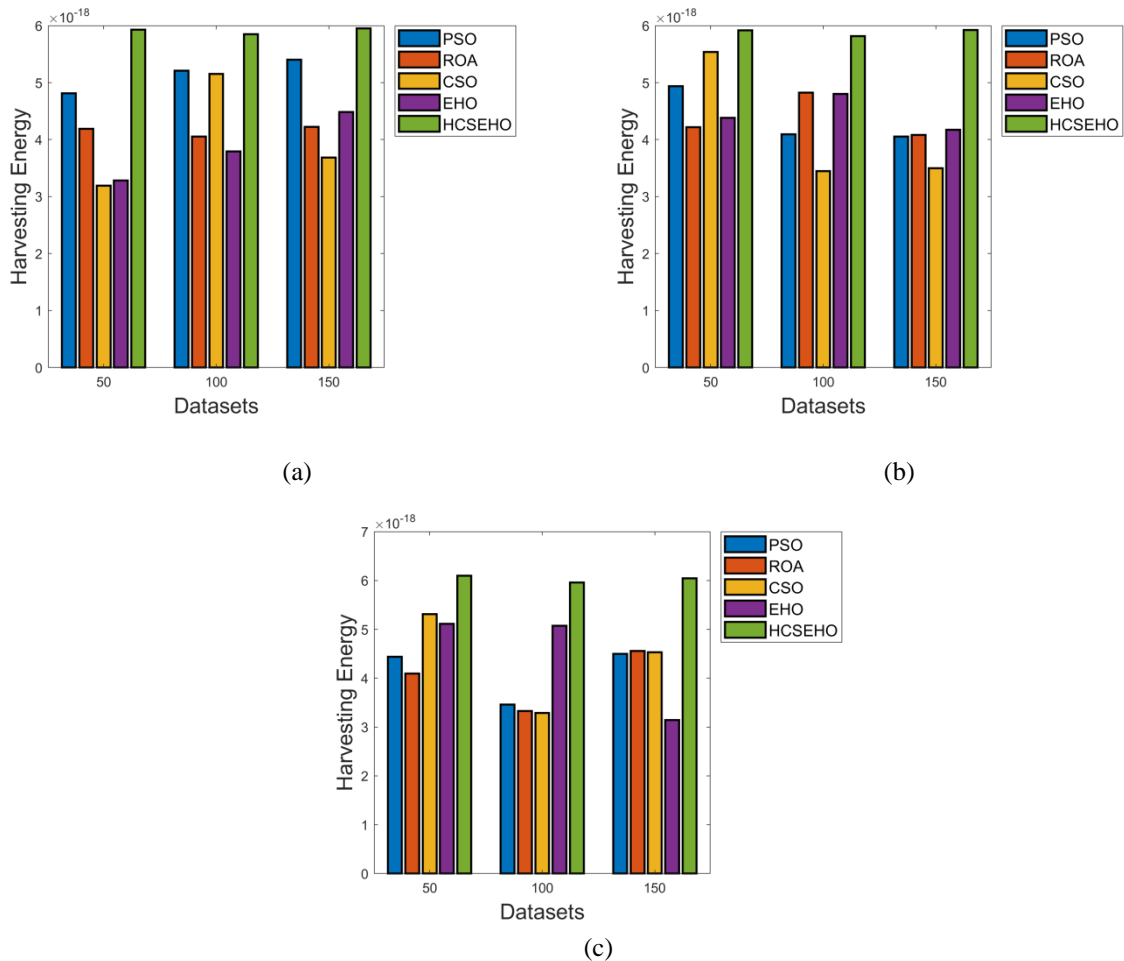 ×10⁻¹⁸
6
5
4
3
2
1
0
Harvesting Energy
50 100 150
Datasets
PSO
ROA
CSO
EHO
HCSEHO
(a)
×10⁻¹⁸
6
5
4
3
2
1
0
Harvesting Energy
50 100 150
Datasets
PSO
ROA
CSO
EHO
HCSEHO
(b)
×10⁻¹⁸
7
6
5
4
3
2
1
0
Harvesting Energy
50 100 150
Datasets
PSO
ROA
CSO
EHO
HCSEHO
(c)